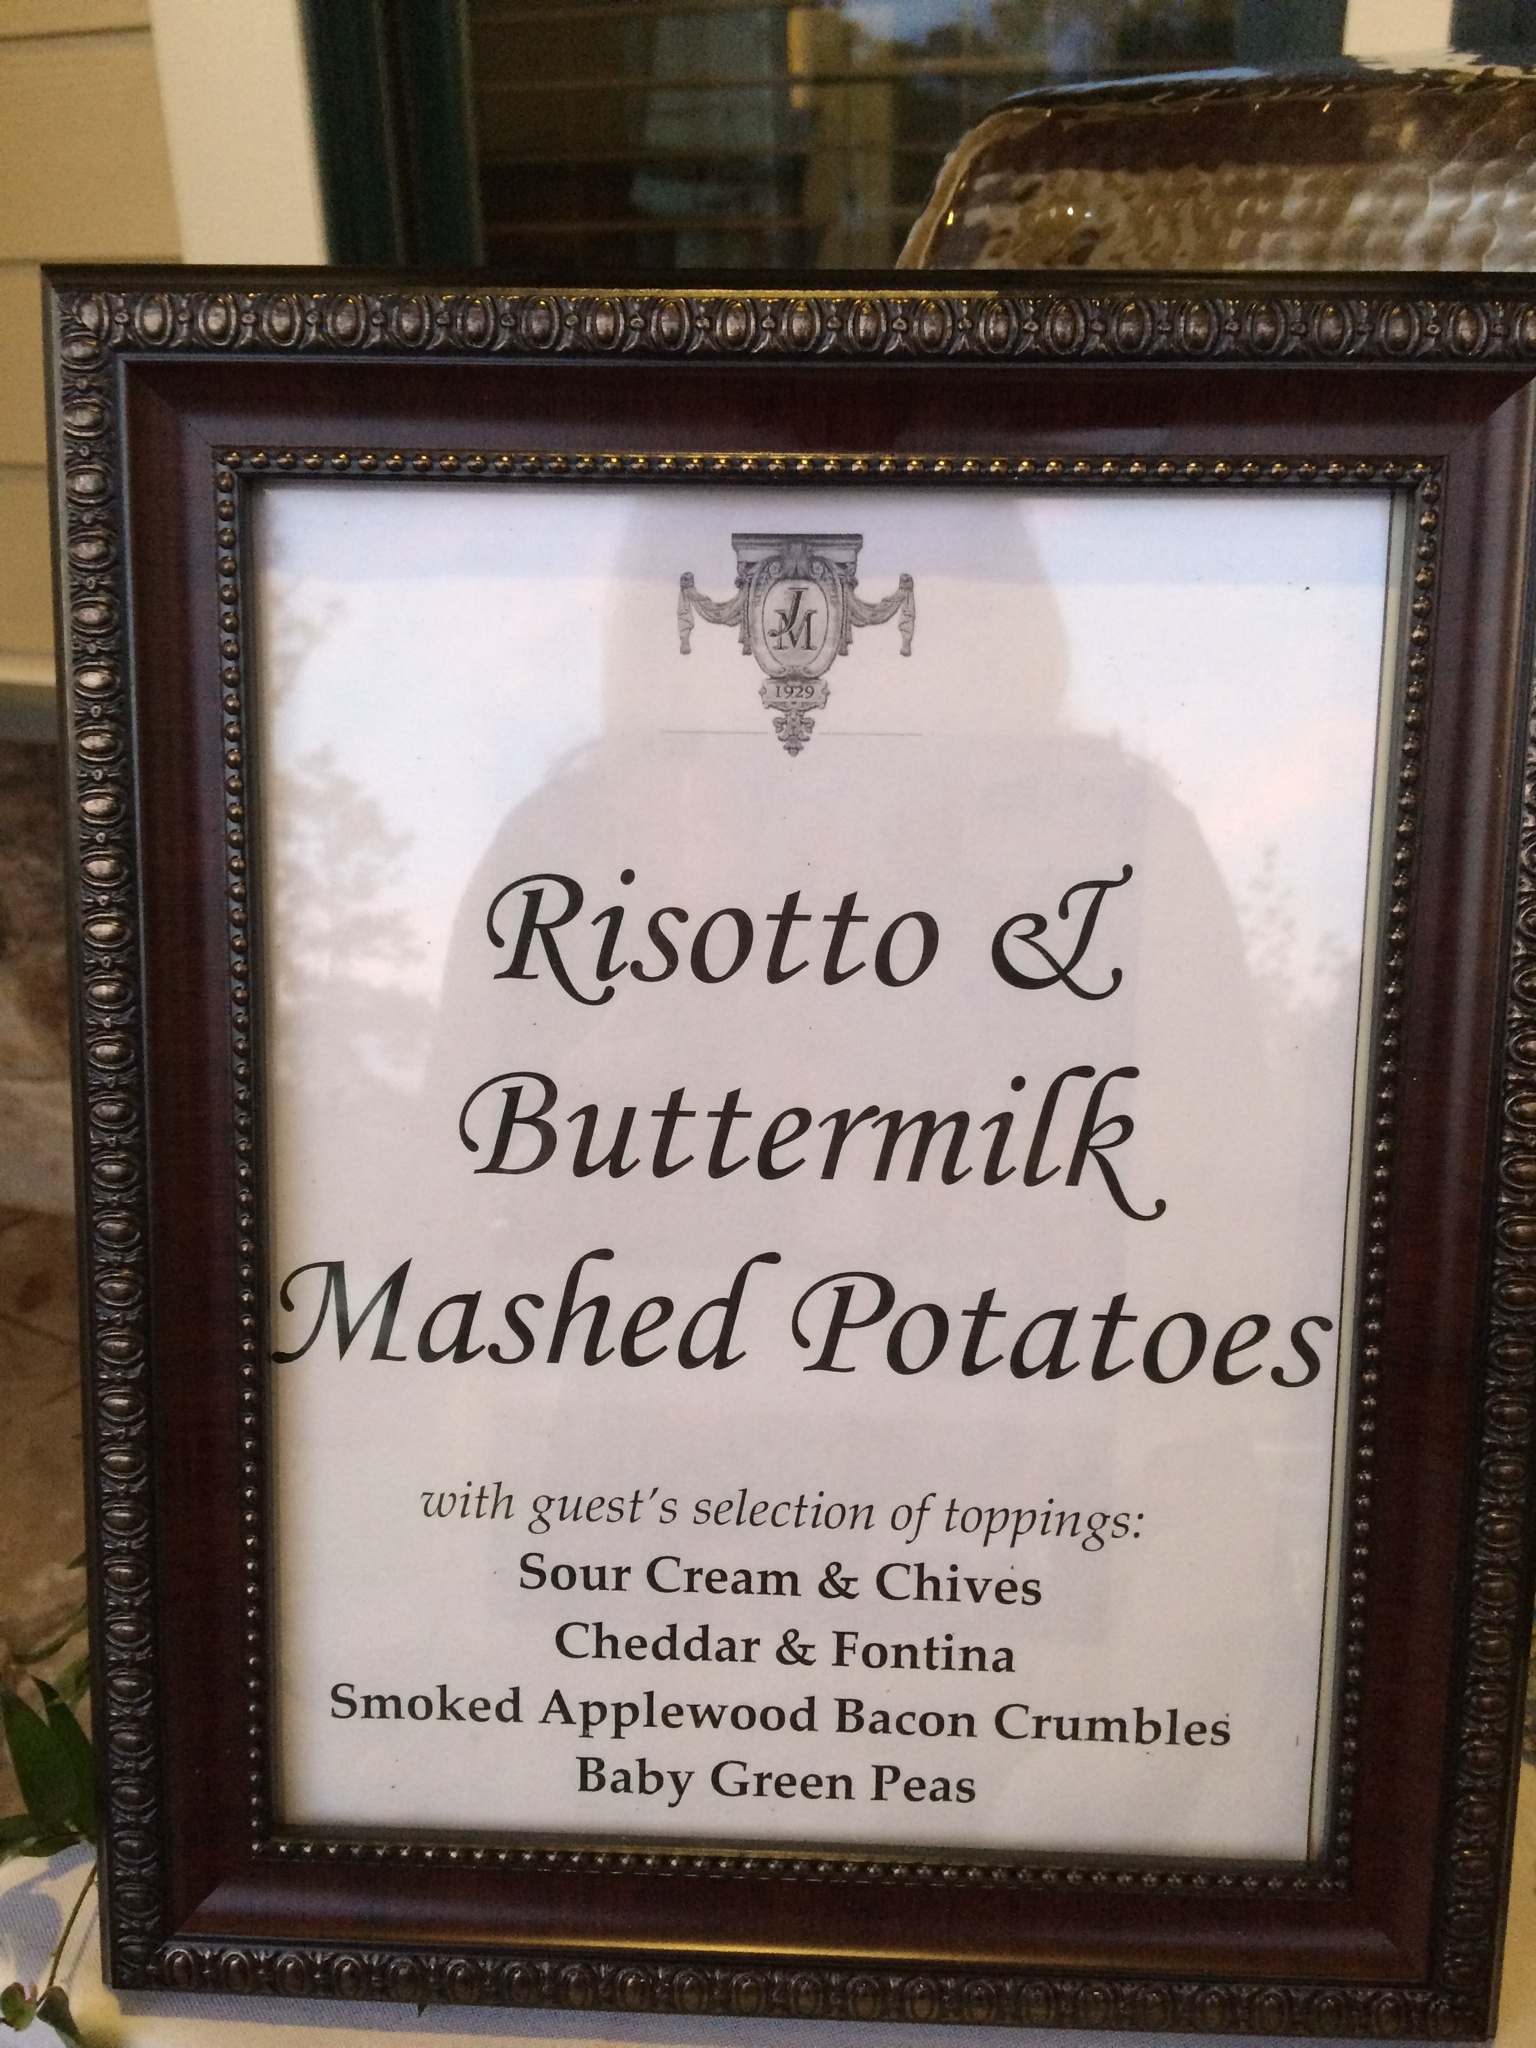 JM
1929
Risotto &
Buttermilk
Mashed Potatoes
with guest's selection of toppings:
Sour Cream & Chives
Cheddar & Fontina
Smoked Applewood Bacon Crumbles
Baby Green Peas